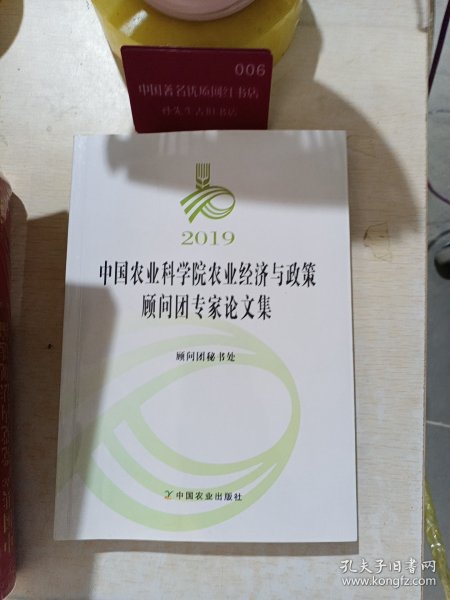 006
中国著名优质网红书店
2019
中国农业科学院农业经济与政策
顾问团专家论文集
顾问团秘书处
中国农业出版社
孔夫子旧书网
www.kongfz.com